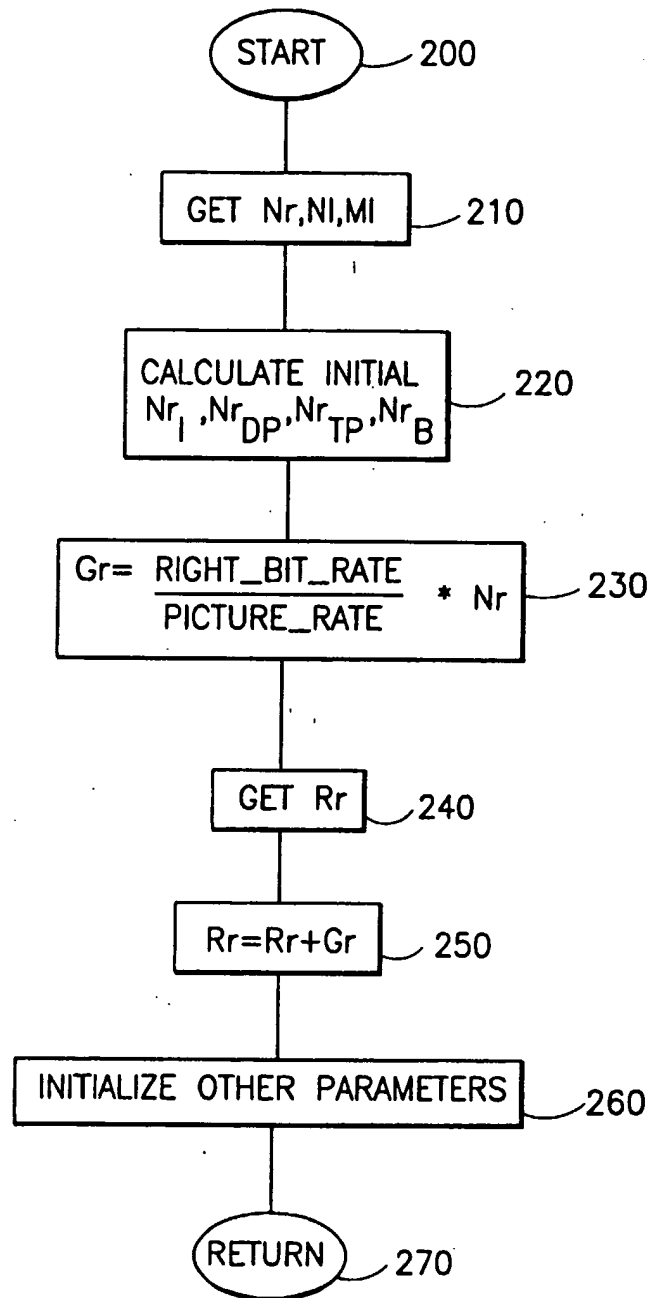 START 200
GET Nr,NI,MI 210
CALCULATE INITIAL
Nr_I ,Nr_DP,Nr_TP,Nr_B 220
Gr= RIGHT_BIT_RATE
PICTURE_RATE * Nr 230
GET Rr 240
Rr=Rr+Gr 250
INITIALIZE OTHER PARAMETERS 260
RETURN 270